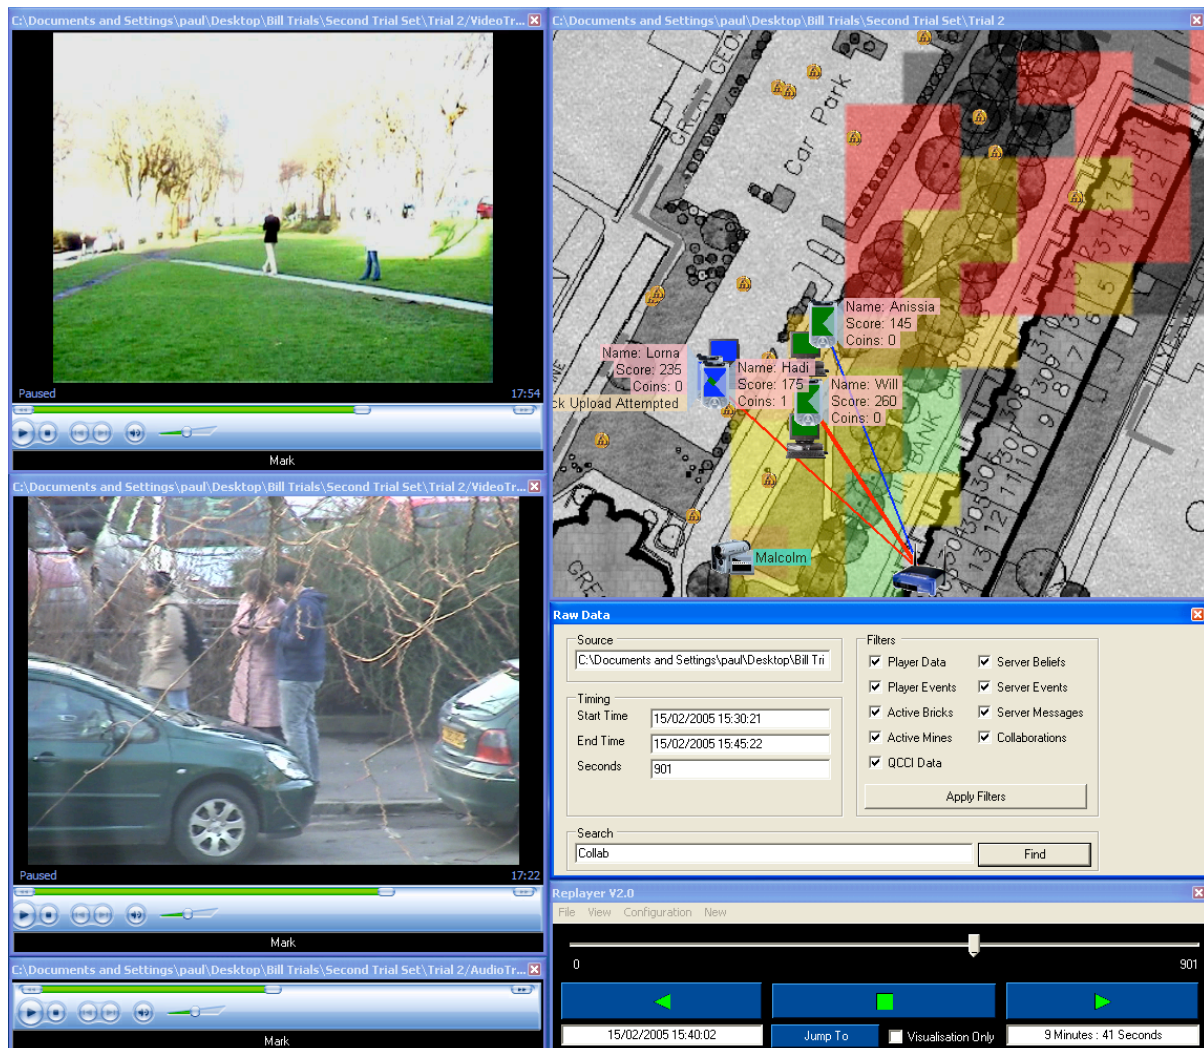 C:\Documents and Settings\paul\Desktop\Bill Trials\Second Trial Set\Trial 2/VideoTr...
Paused
17:54
Mark
C:\Documents and Settings\paul\Desktop\Bill Trials\Second Trial Set\Trial 2/VideoTr...
Paused
17:22
Mark
C:\Documents and Settings\paul\Desktop\Bill Trials\Second Trial Set\Trial 2/AudioTr...
Mark
C:\Documents and Settings\paul\Desktop\Bill Trials\Second Trial Set\Trial 2
Car Park
Name: Anissia
Score: 145
Coins: 0
Name: Lorna
Score: 235
Coins: 0
Name: Hadi
Score: 175
Coins: 1
Name: Will
Score: 260
Coins: 0
ck Upload Attempted
BANK
GARDENS
Malcolm
Raw Data
Source
C:\Documents and Settings\paul\Desktop\Bill Tri
Timing
Start Time
15/02/2005 15:30:21
End Time
15/02/2005 15:45:22
Seconds
901
Filters
Player Data
Server Beliefs
Player Events
Server Events
Active Bricks
Server Messages
Active Mines
Collaborations
QCCI Data
Apply Filters
Search
Collab
Find
Replayer V2.0
File View Configuration New
0
901
15/02/2005 15:40:02
Jump To
Visualisation Only
9 Minutes : 41 Seconds